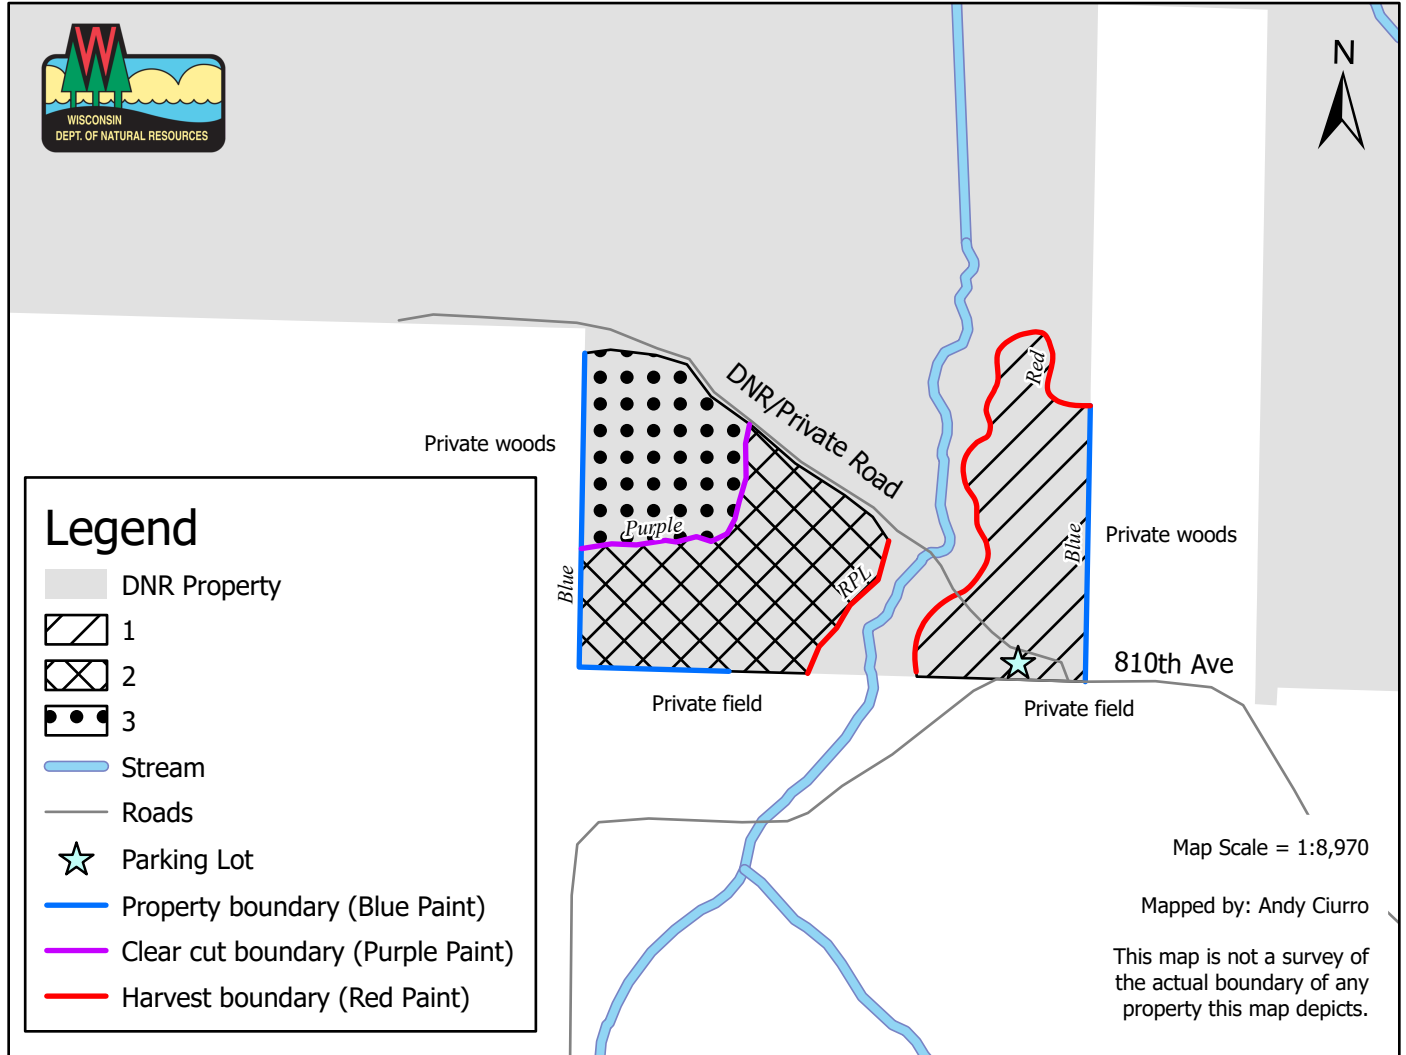 W
WISCONSIN
DEPT. OF NATURAL RESOURCES
N
Red
DNR/Private Road
Private woods
Purple
Blue
RPL
Blue
Private woods
810th Ave
Private field
Private field
Legend
DNR Property
1
2
3
Stream
Roads
Parking Lot
Property boundary (Blue Paint)
Clear cut boundary (Purple Paint)
Harvest boundary (Red Paint)
Map Scale = 1:8,970
Mapped by: Andy Ciurro
This map is not a survey of
the actual boundary of any
property this map depicts.